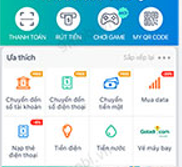 THANH TOÁN
RÚT TIỀN
CHƠI GAME
MY QR CODE
Ưa thích
Sắp xếp lại
Chuyển đến
số tài khoản
Chuyển đến
số điện thoại
Chuyển
tiền mặt
Mua data
Nạp thẻ
điện thoại
Tiền điện
Tiền nước
Vé máy bay